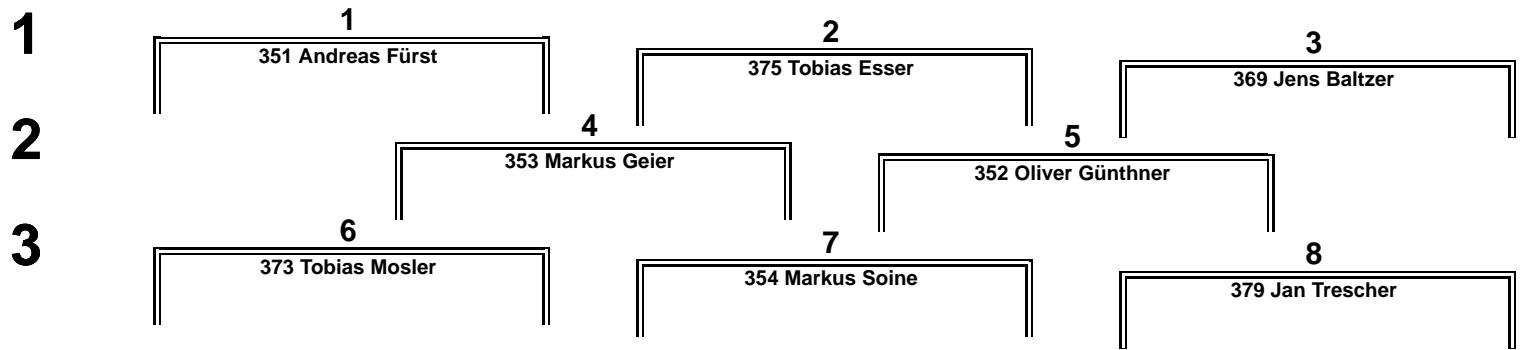 1
1
351 Andreas Fürst
2
375 Tobias Esser
3
369 Jens Baltzer
2
4
353 Markus Geier
5
352 Oliver Günthner
3
6
373 Tobias Mosler
7
354 Markus Soine
8
379 Jan Trescher